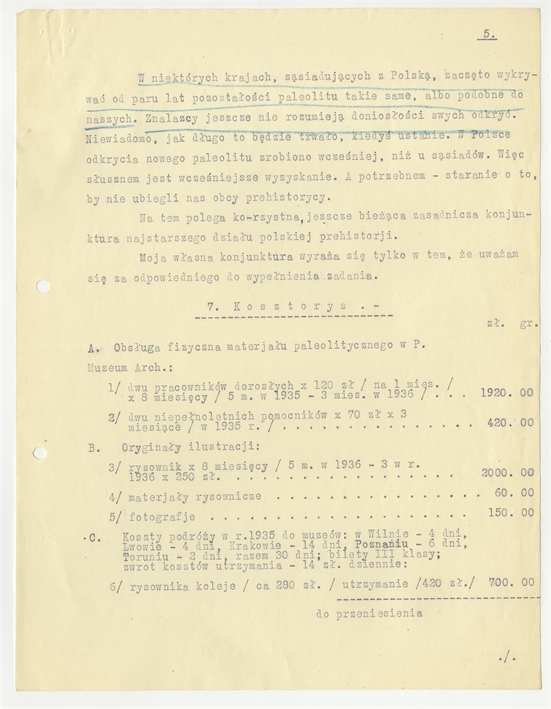 5.
W niektórych krajach, sąsiadujących z Polską, zaczęto wykry-
wać od paru lat pozostałości paleolitu takie same, albo podobne do
naszych. Znalazcy jeszcze nie rozumieją doniosłości swych odkryć.
Niewiadomo, jak długo to będzie trwało, kiedyś ustanie. W Polsce
odkrycia nowego paleolitu zrobiono wcześniej, niż u sąsiadów. Więc
słusznem jest wcześniejsze wyzyskanie. A potrzebnem - staranie o to,
by nie ubiegli nas obcy prehistorycy.
Na tem polega ko-rzystna, jeszcze bieżąca zasadnicza konjun-
ktura najstarszego działu polskiej prehistorji.
Moja własna konjunktura wyraża się tylko w tem, że uważam
się za odpowiedniego do wypełnienia zadania.
7. Kosztorys .-
zł. gr.
A. Obsługa fizyczna materjału paleolitycznego w P.
Muzeum Arch.:
1/ dwu pracowników dorosłych x 120 zł / na 1 mies. /
x 8 miesięcy / 5 m. w 1935 - 3 mies. w 1936 / . . . 1920.00
2/ dwu niepełnoletnich pomocników x 70 zł x 3
miesiące / w 1935 r./ . . . . . . . . . . . . . . . 420.00
B. Oryginały ilustracji:
3/ rysownik x 8 miesięcy / 5 m. w 1936 - 3 w r.
1936 x 250 zł. . . . . . . . . . . . . . . . . . . 2000.00
4/ materjały rysownicze . . . . . . . . . . . . . . 60.00
5/ fotografje . . . . . . . . . . . . . . . . . . 150.00
C. Koszty podróży w r.1935 do muzeów: w Wilnie - 4 dni,
Lwowie - 4 dni, Krakowie - 14 dni, Poznaniu - 6 dni,
Toruniu - 2 dni, razem 30 dni; bilety III klasy;
zwrot kosztów utrzymania - 14 zł. dziennie:
6/ rysownika koleje / ca 280 zł. / utrzymanie /420 zł./ 700.00
do przeniesienia
./.